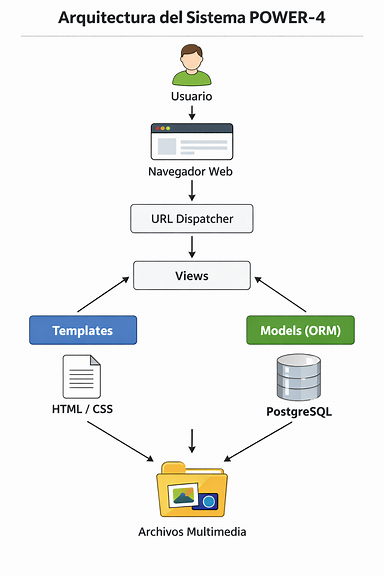 Arquitectura del Sistema POWER-4
Usuario
Navegador Web
URL Dispatcher
Views
Templates
Models (ORM)
HTML / CSS
PostgreSQL
Archivos Multimedia